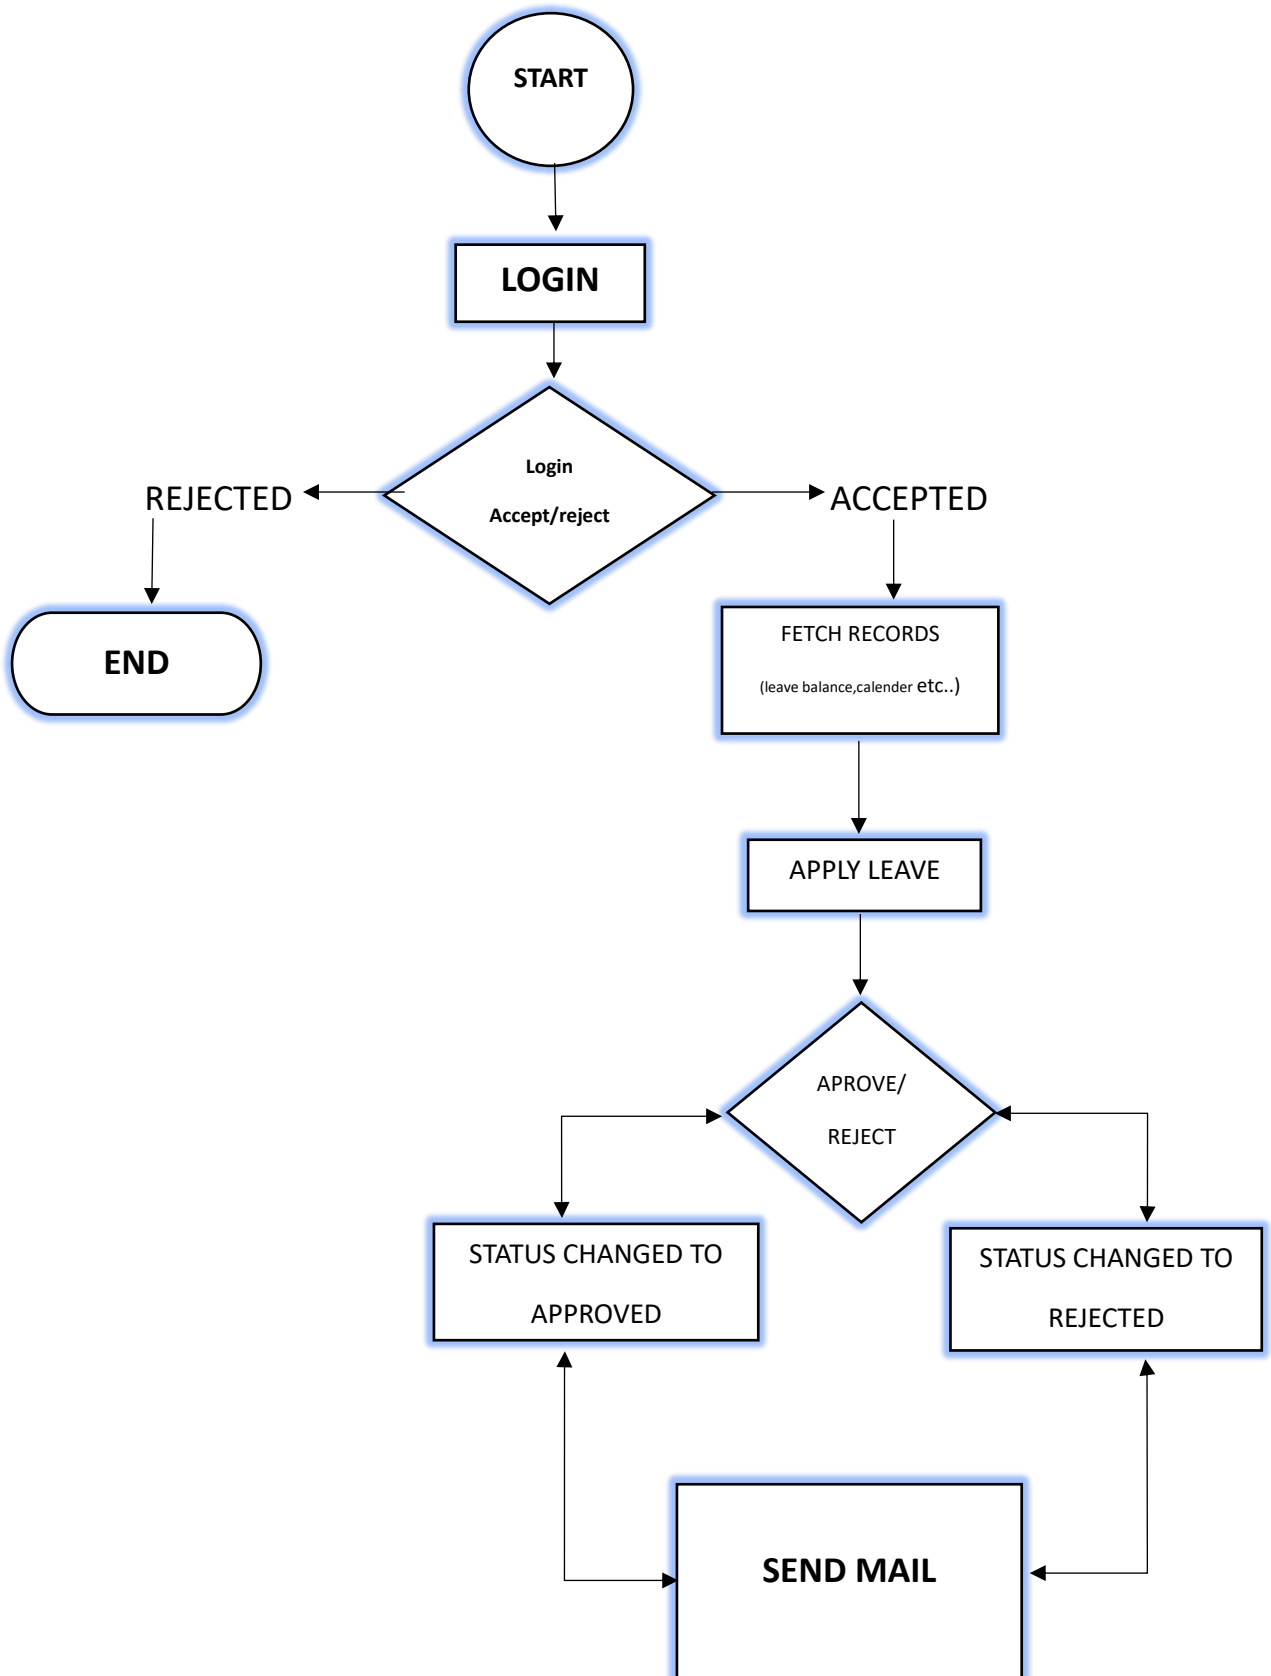 START
LOGIN
Login
Accept/reject
REJECTED
ACCEPTED
END
FETCH RECORDS
(leave balance,calender etc..)
APPLY LEAVE
APROVE/
REJECT
STATUS CHANGED TO
APPROVED
STATUS CHANGED TO
REJECTED
SEND MAIL